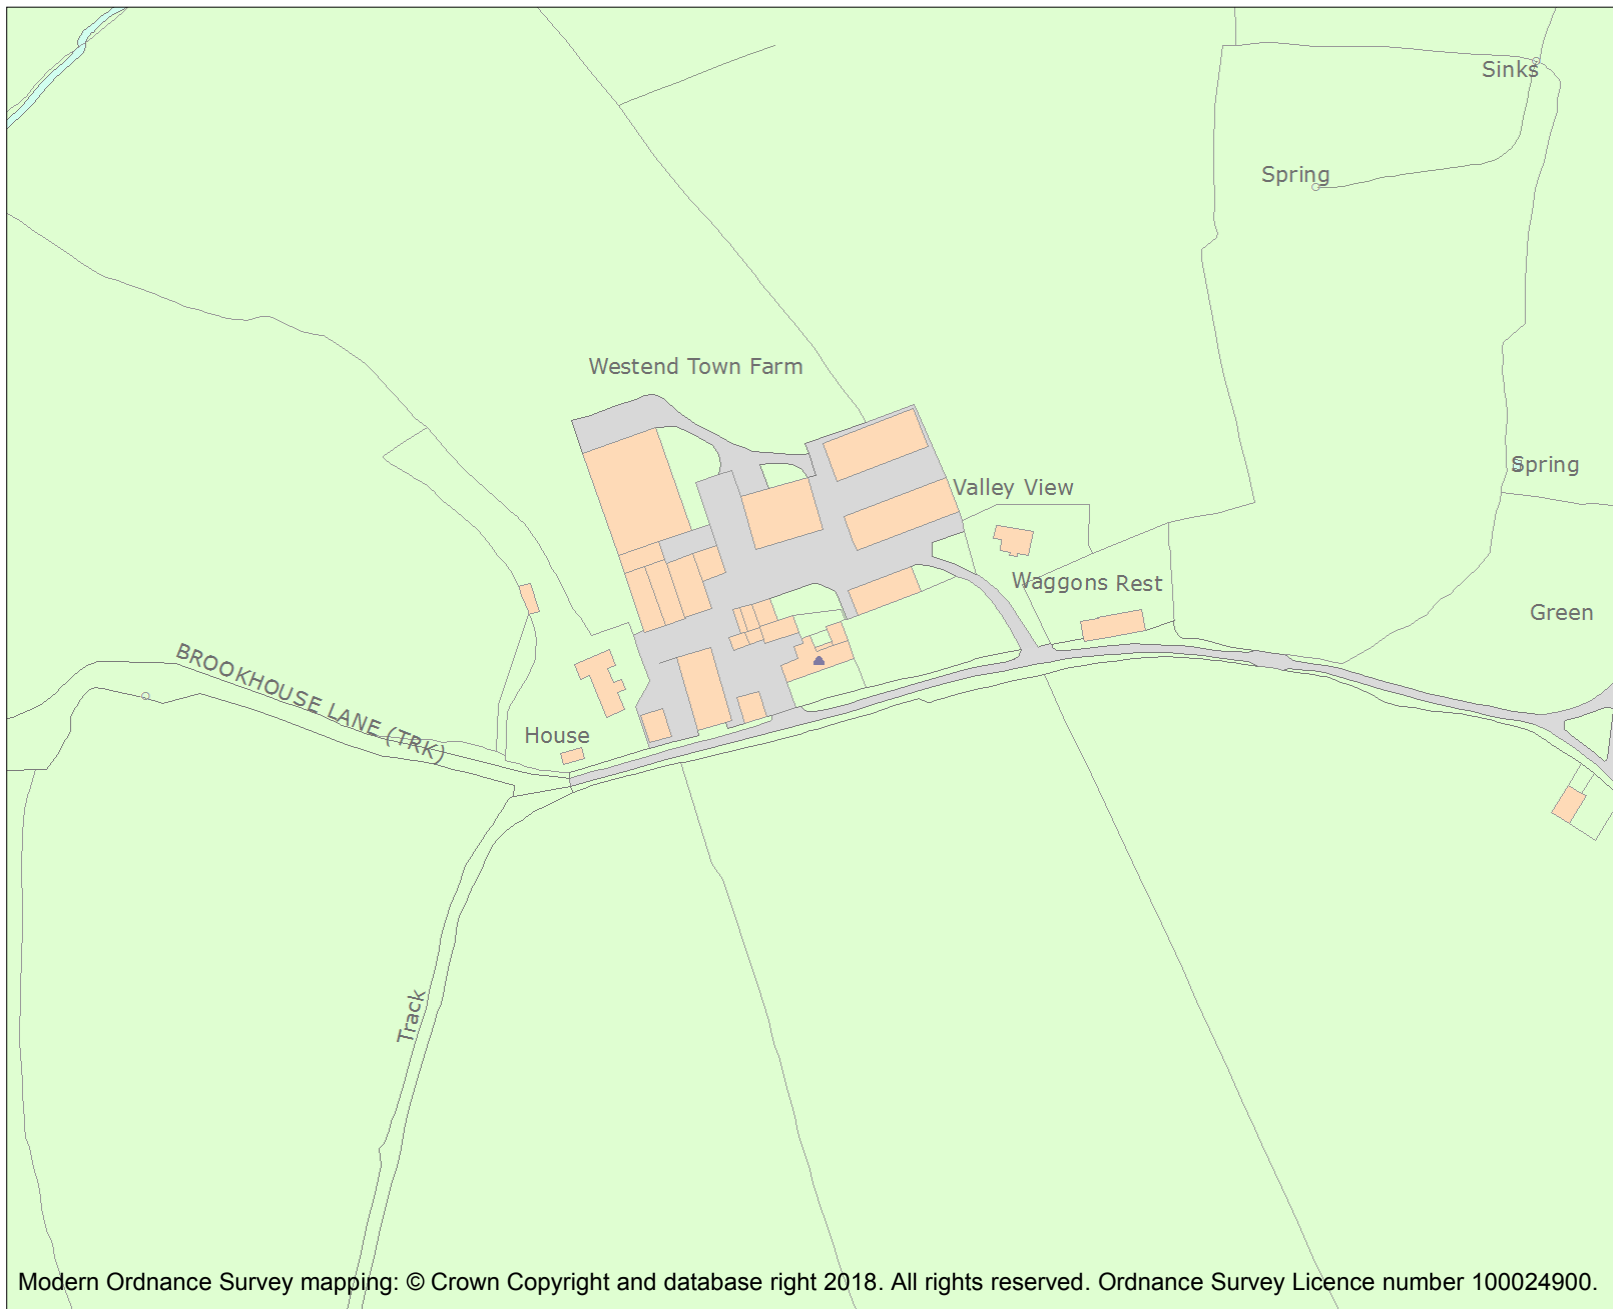 Sinks
Spring
Westend Town Farm
Spring
Valley View
Waggons Rest
Green
BROOKHOUSE LANE (TRK)
House
Track
Modern Ordnance Survey mapping: © Crown Copyright and database right 2018. All rights reserved. Ordnance Survey Licence number 100024900.